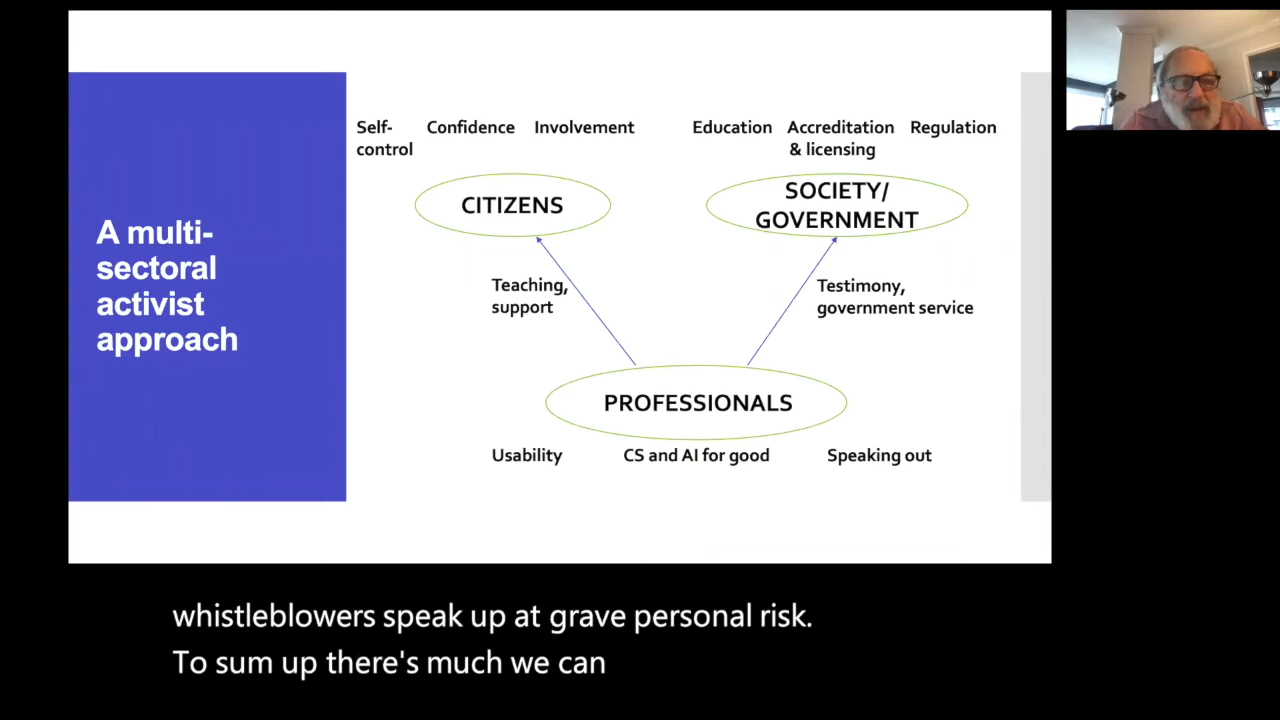 A multi-
sectoral
activist
approach
Self-
control
Confidence
Involvement
Education
Accreditation
& licensing
Regulation
CITIZENS
SOCIETY/
GOVERNMENT
Teaching,
support
Testimony,
government service
PROFESSIONALS
Usability
CS and AI for good
Speaking out
whistleblowers speak up at grave personal risk.
To sum up there's much we can